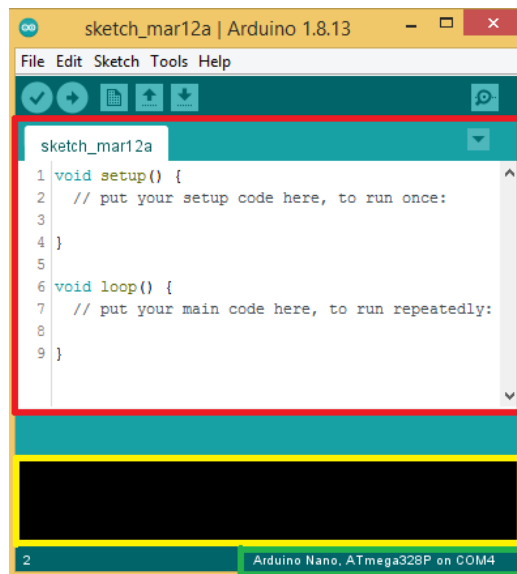 sketch_mar12a | Arduino 1.8.13
File Edit Sketch Tools Help
sketch_mar12a
1 void setup() {
2   // put your setup code here, to run once:
3
4 }
5
6 void loop() {
7   // put your main code here, to run repeatedly:
8
9 }
2 Arduino Nano, ATmega328P on COM4